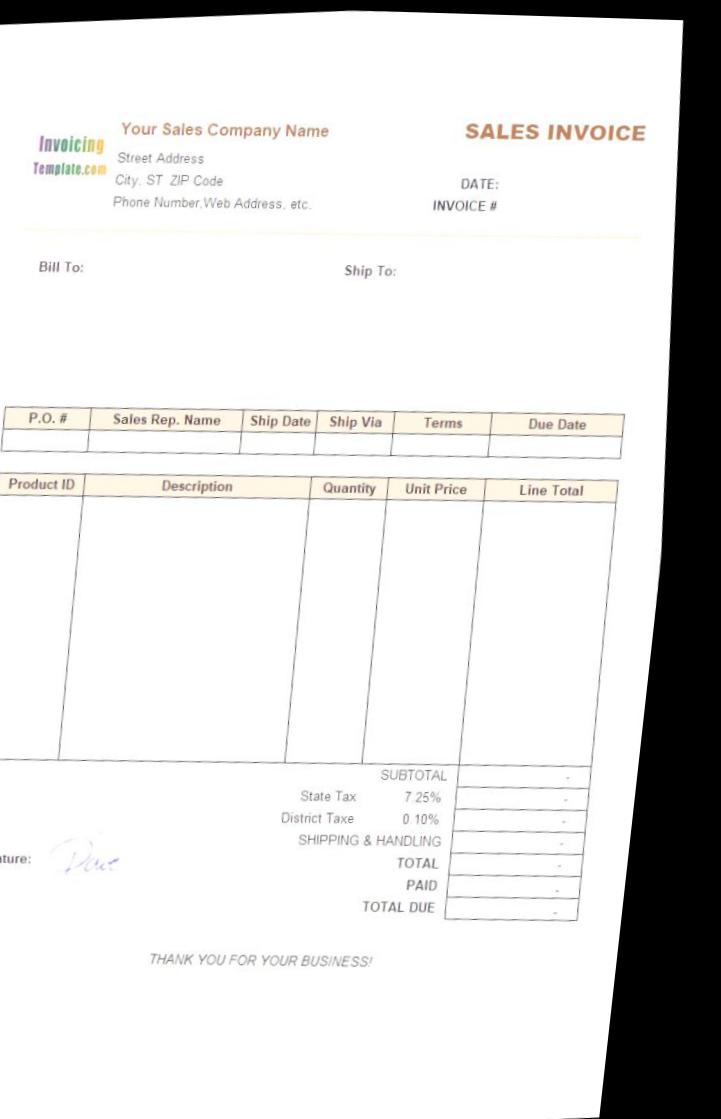 Invoicing
Template.com
Your Sales Company Name
Street Address
City, ST ZIP Code
Phone Number,Web Address, etc.
SALES INVOICE
DATE:
INVOICE #
Bill To:
Ship To:
P.O. # Sales Rep. Name Ship Date Ship Via Terms Due Date
Product ID Description Quantity Unit Price Line Total
SUBTOTAL -
State Tax 7.25% -
District Taxe 0.10% -
SHIPPING & HANDLING -
TOTAL -
PAID -
TOTAL DUE -
ature: Dave
THANK YOU FOR YOUR BUSINESS!